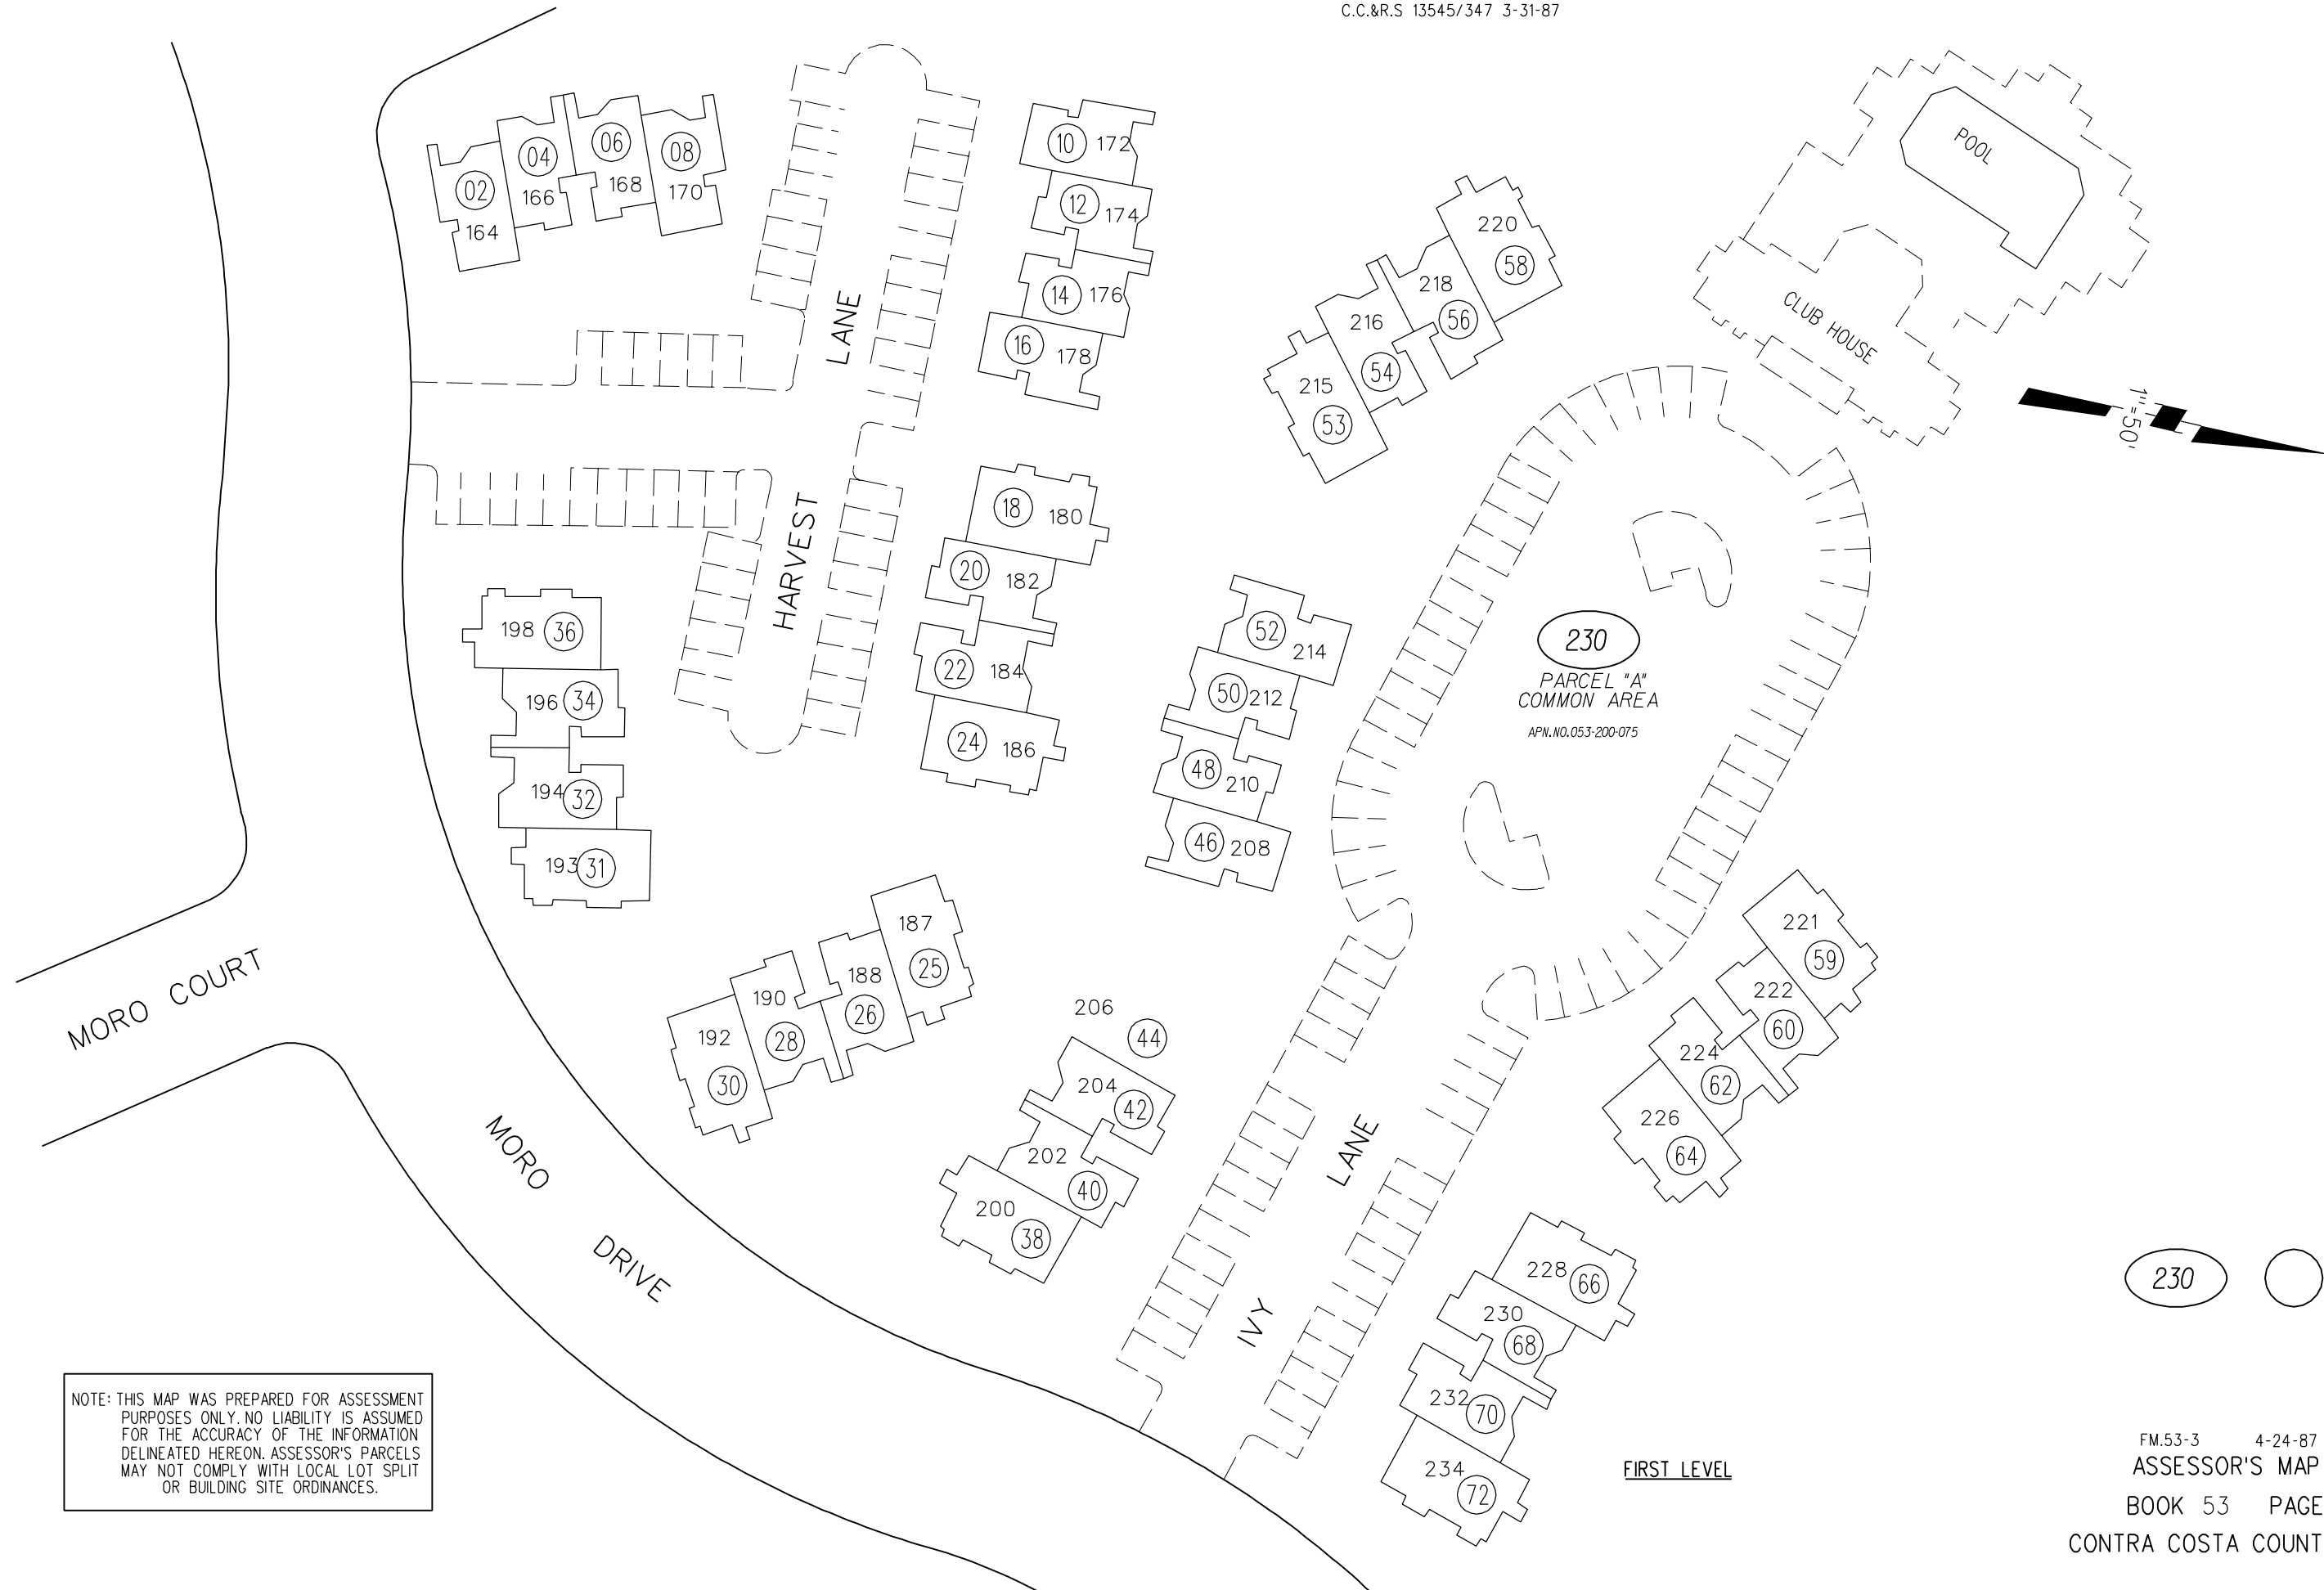 C.C.&R.S 13545/347 3-31-87
02
164
04
166
06
168
08
170
10 172
12 174
14 176
16 178
LANE
HARVEST
18 180
20 182
22 184
24 186
220
58
218
56
216
54
215
53
POOL
CLUB HOUSE
1"=50'
198 36
196 34
194 32
193 31
52
214
50 212
48 210
46 208
230
PARCEL "A"
COMMON AREA
APN.NO.053-200-075
187
25
188
26
190
28
192
30
206
44
204
42
202
40
200
38
221
59
222
60
224
62
226
64
228 66
230
68
232
70
234
72
MORO COURT
MORO
DRIVE
LANE
IVY
230
NOTE: THIS MAP WAS PREPARED FOR ASSESSMENT
PURPOSES ONLY. NO LIABILITY IS ASSUMED
FOR THE ACCURACY OF THE INFORMATION
DELINEATED HEREON. ASSESSOR'S PARCELS
MAY NOT COMPLY WITH LOCAL LOT SPLIT
OR BUILDING SITE ORDINANCES.
FIRST LEVEL
FM.53-3 4-24-87
ASSESSOR'S MAP
BOOK 53 PAGE
CONTRA COSTA COUNT